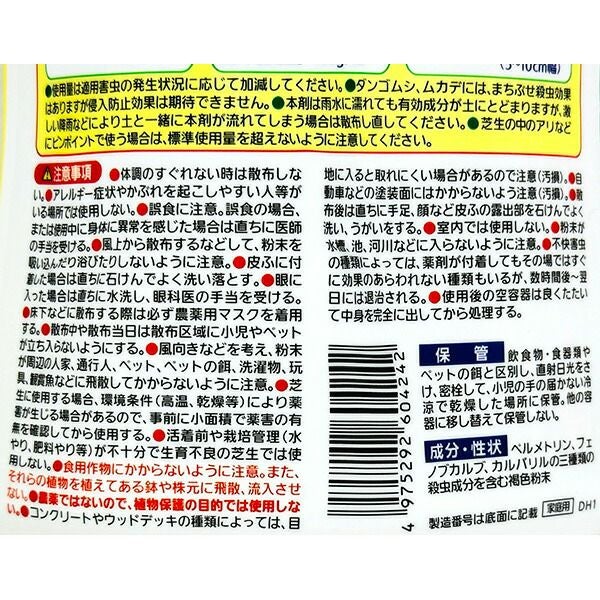 (5~10cm幅)
●使用量は適用害虫の発生状況に応じて加減してください。●ダンゴムシ、ムカデには、まちぶせ殺虫効果
はありますが侵入防止効果は期待できません。●本剤は雨水に濡れても有効成分が土にとどまりますが、激
しい降雨などにより土と一緒に本剤が流れてしまう場合は散布し直してください。●芝生の中のアリなど
にピンポイントで使う場合は、標準使用量を超えないように注意してください。
注意事項 ●体調のすぐれない時は散布しな
い。●アレルギー症状やかぶれを起こしやすい人等が
いる場所では使用しない。●誤食に注意。誤食の場合、
または使用中に身体に異常を感じた場合は直ちに医師
の手当を受ける。●風上から散布するなどして、粉末を
吸い込んだり浴びたりしないように注意。●皮ふに付
着した場合は直ちに石けんでよく洗い落とす。●眼に
入った場合は直ちに水洗し、眼科医の手当を受ける。
●床下などに散布する際は必ず農薬用マスクを着用
する。●散布中や散布当日は散布区域に小児やペット
が立ち入らないようにする。●風向きなどを考え、粉末
が周辺の人家、通行人、ペット、ペットの餌、洗濯物、玩
具、観賞魚などに飛散してかからないように注意。●芝
生に使用する場合、環境条件(高温、乾燥等)により薬
害が生じる場合があるので、事前に小面積で薬害の有
無を確認してから使用する。●活着前や栽培管理(水
やり、肥料やり等)が不十分で生育不良の芝生では使
用しない。●食用作物にかからないように注意。また、
それらの植物を植えてある鉢や株元に飛散、流入させ
ない。●農薬ではないので、植物保護の目的では使用し
ない。●コンクリートやウッドデッキの種類によっては、目
地に入ると取れにくい場合があるので注意(汚損)。●自
動車などの塗装面にはかからないよう注意(汚損)。●散
布後は直ちに手足、顔など皮ふの露出部を石けんでよく
洗い、うがいをする。●室内では使用しない。●粉末が
水槽、池、河川などに入らないように注意。●不快害虫
の種類によっては、薬剤が付着してもその場ではすぐ
に効果のあらわれない種類もいるが、数時間後～翌
日には退治される。●使用後の空容器は良くたたい
て中身を完全に出してから処理する。
4 975292 604242
保管 飲食物・食器類や
ペットの餌と区別し、直射日光をさ
け、密栓して、小児の手の届かない冷
涼で乾燥した場所に保管。他の容
器に移し替えて保管しない。
成分・性状 ペルメトリン、フェ
ノブカルブ、カルバリルの三種類の
殺虫成分を含む褐色粉末
製造番号は底面に記載 家庭用 DH1